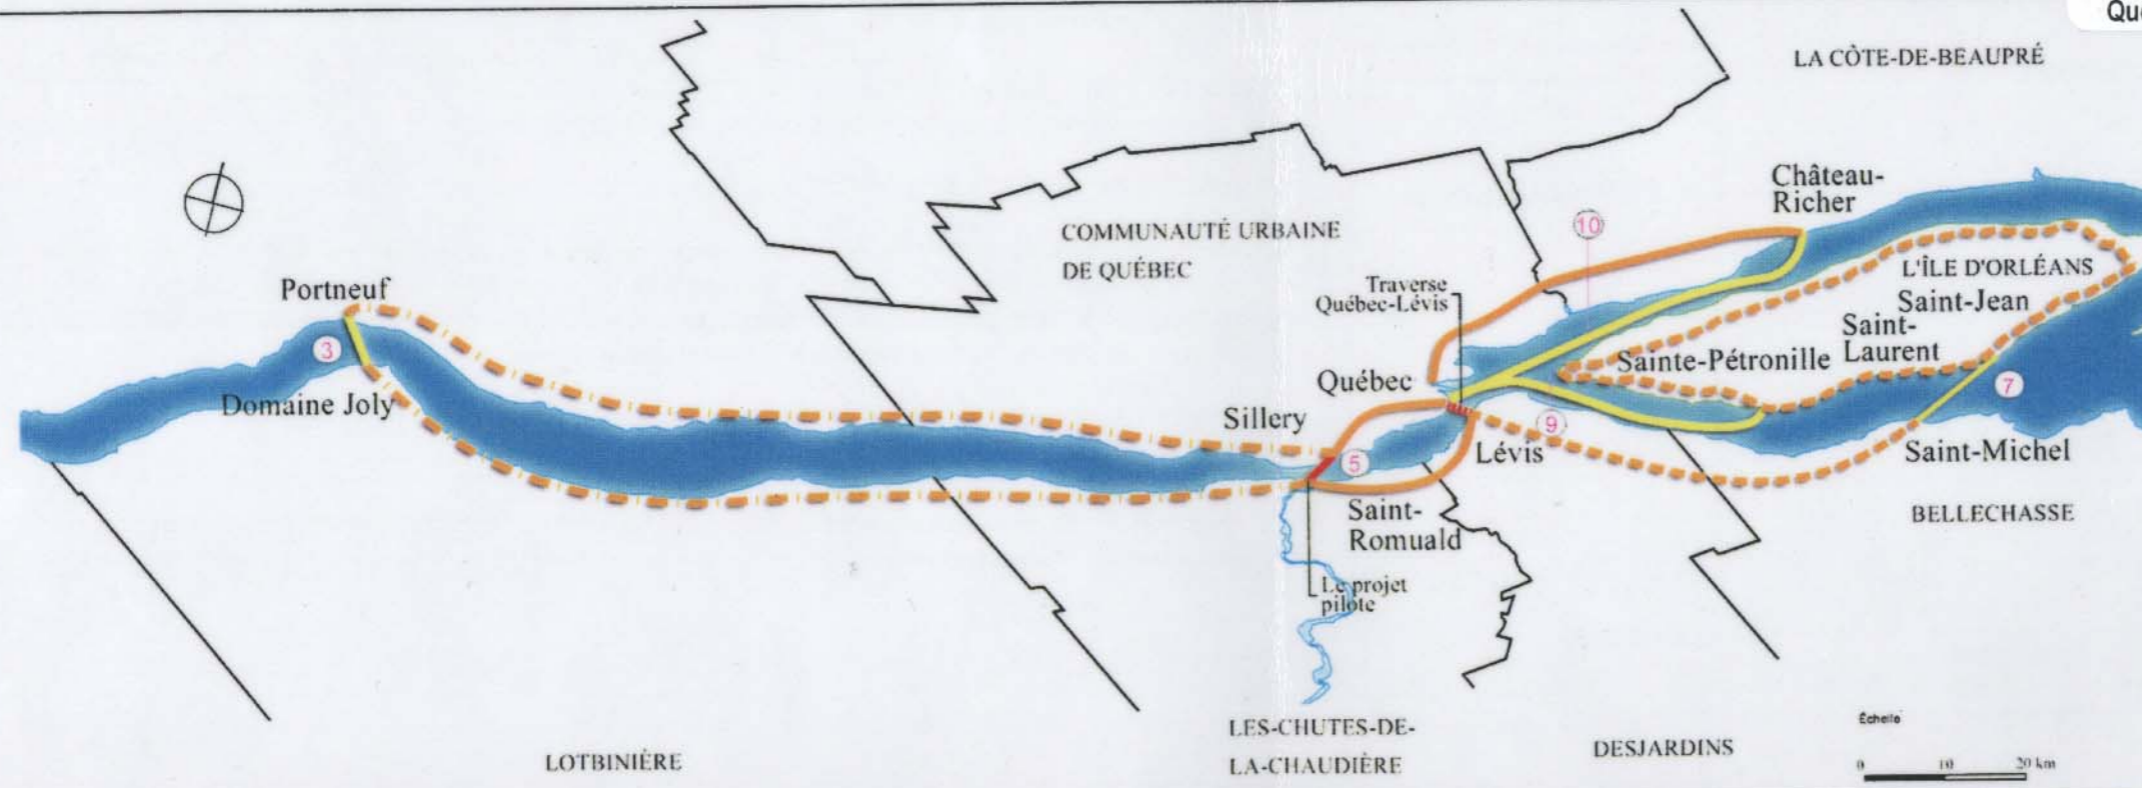 Qu
LA CÔTE-DE-BEAUPRÉ
Château-
Richer
10
COMMUNAUTÉ URBAINE
DE QUÉBEC
L'ÎLE D'ORLÉANS
Portneuf
Traverse
Québec-Lévis
Saint-Jean
Saint-
Laurent
3
Sainte-Pétronille
Québec
7
Domaine Joly
Sillery
9
Lévis
5
Saint-Michel
Saint-
Romuald
BELLECHASSE
Le projet
pilote
Échelle
0 10 20 km
LES-CHUTES-DE-
LA-CHAUDIÈRE
DESJARDINS
LOTBINIÈRE